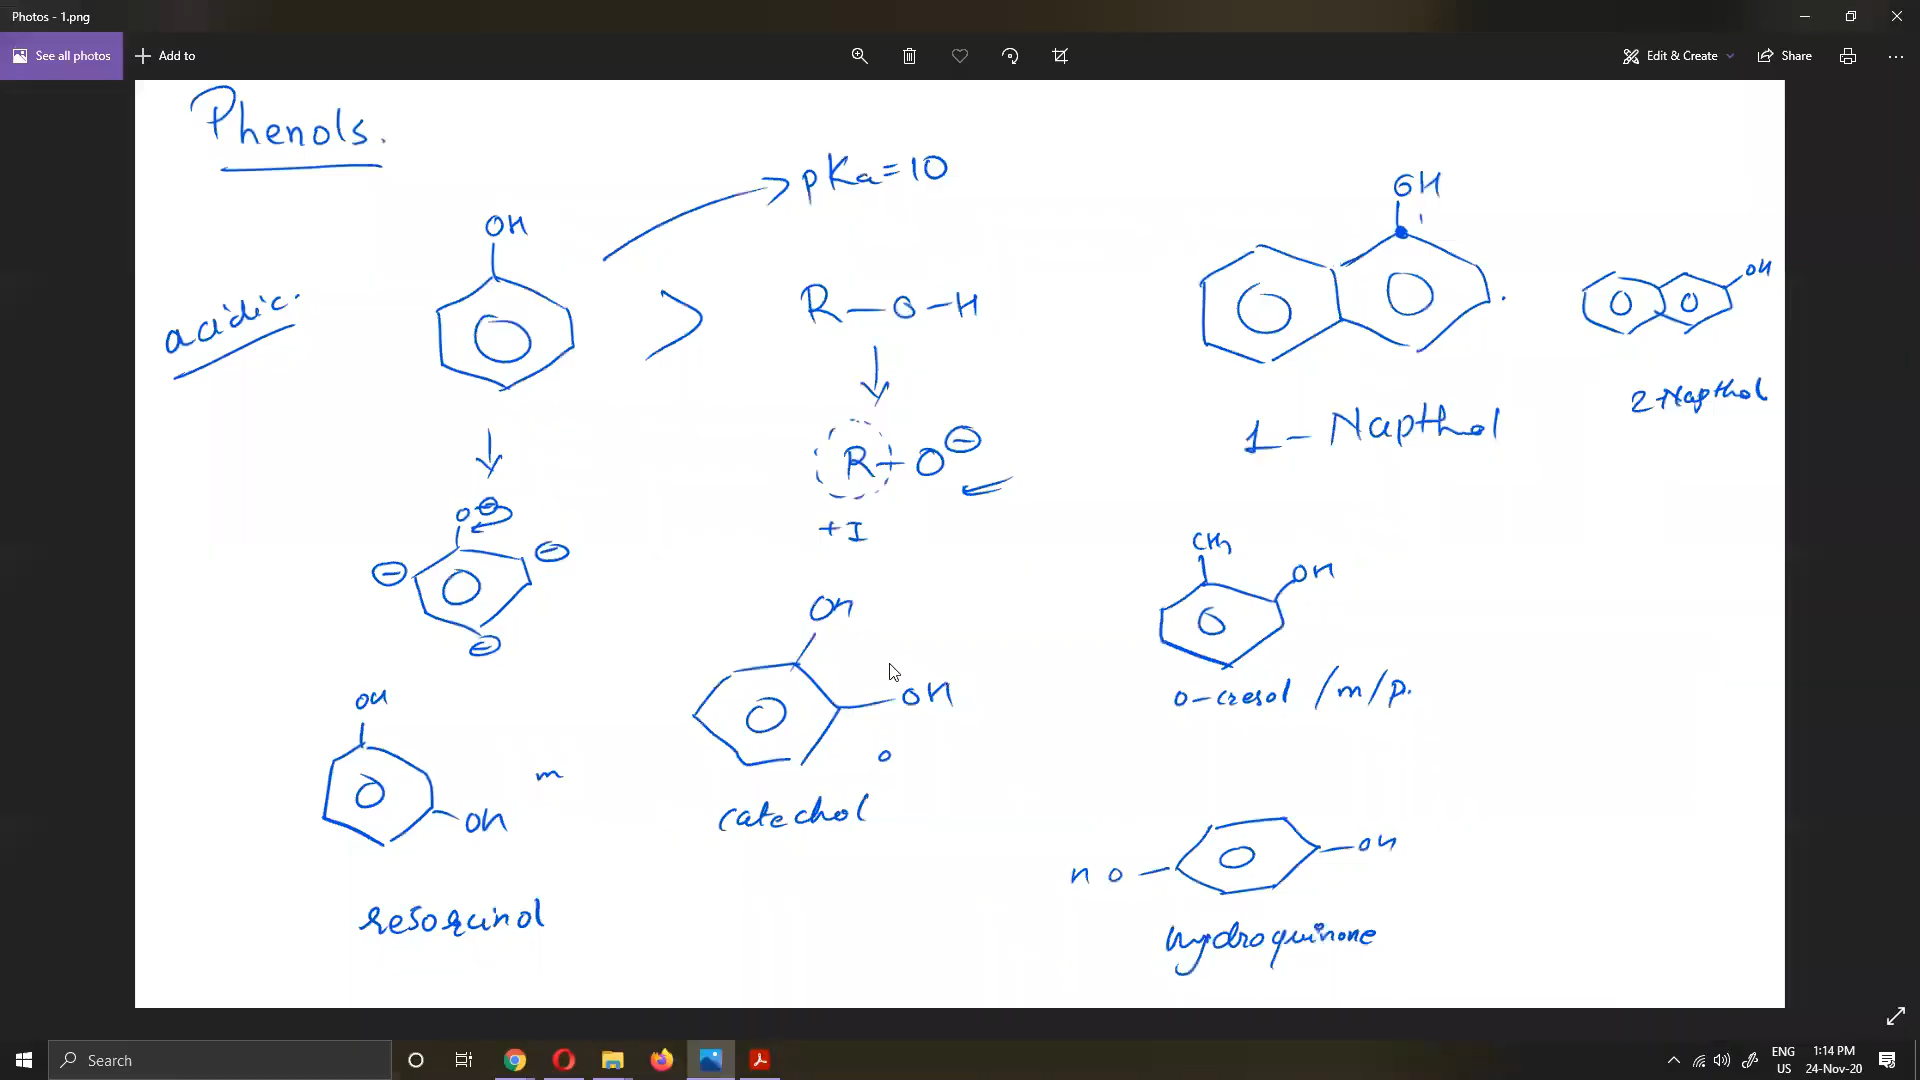 Photos - 1.png
See all photos
Add to
Edit & Create
Share
Phenols.
pKa=10
OH
OH
OH
acidic.
R-O-H
1-Napthol
2-Napthol
R-O⊖
O⊖
⊖
⊖
⊖
+I
CH3
OH
o-cresol /m/p.
OH
OH
o
catechol
OH
OH
m
resorcinol
HO
OH
hydroquinone
Search
ENG
US
1:14 PM
24-Nov-20